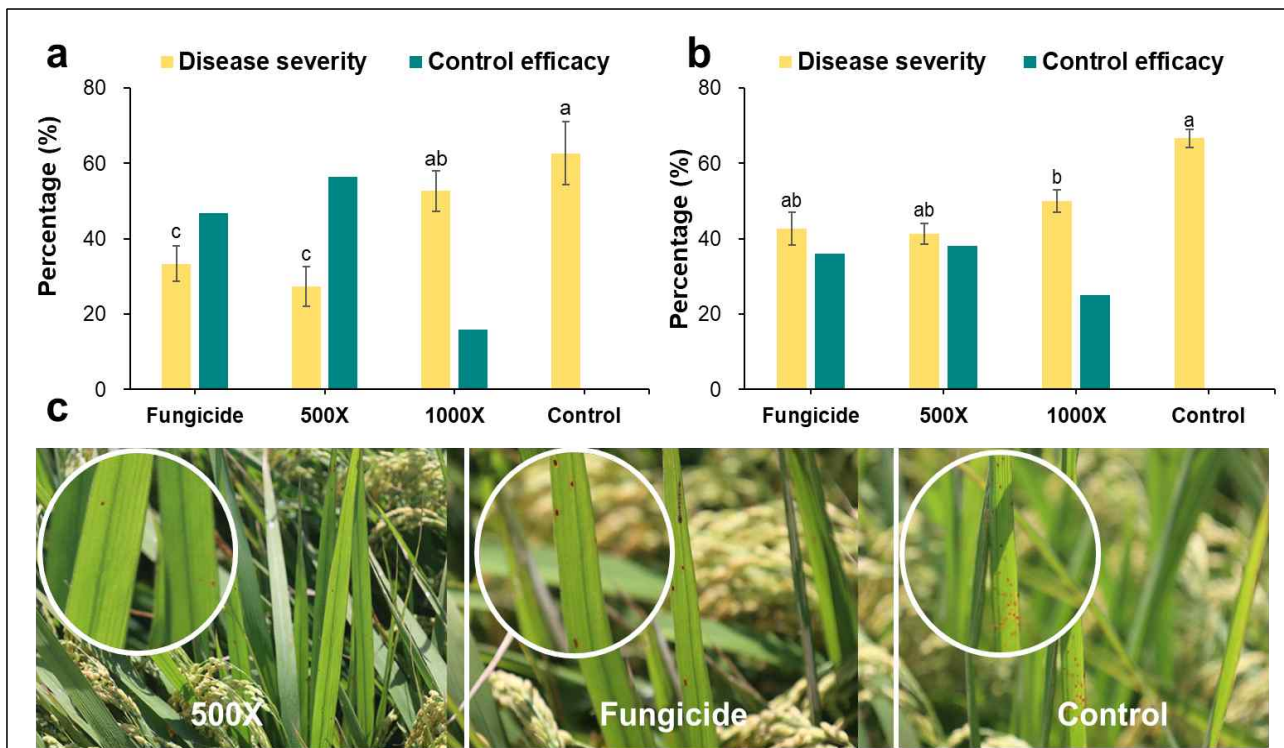 a
Disease severity Control efficacy
Percentage (%)
80
60
40
20
0
c
c
ab
a
Fungicide 500X 1000X Control
b
Disease severity Control efficacy
Percentage (%)
80
60
40
20
0
ab
ab
b
a
Fungicide 500X 1000X Control
c
500X
Fungicide
Control